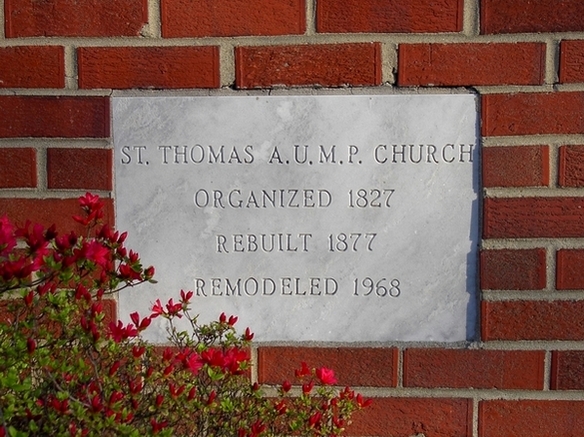 ST. THOMAS A.U.M.P. CHURCH
ORGANIZED 1827
REBUILT 1877
REMODELED 1968